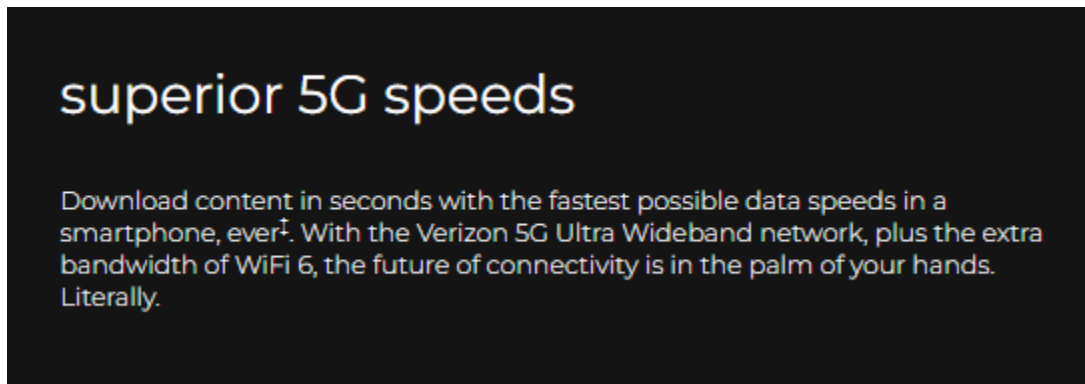 superior 5G speeds
Download content in seconds with the fastest possible data speeds in a
smartphone, ever‡. With the Verizon 5G Ultra Wideband network, plus the extra
bandwidth of WiFi 6, the future of connectivity is in the palm of your hands.
Literally.